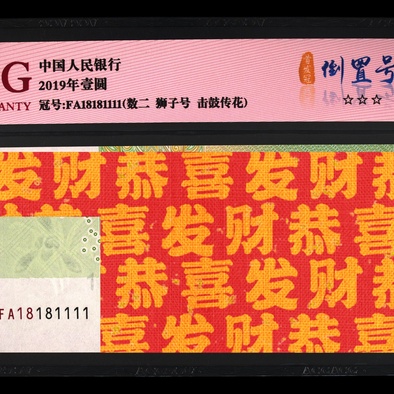 G 中国人民银行
ANTY 2019年壹圆
冠号:FA18181111(数二 狮子号 击鼓传花)
倒置号
☆☆☆
发财恭喜发财
恭喜发财恭
恭喜发财
FA18181111
喜发财恭喜